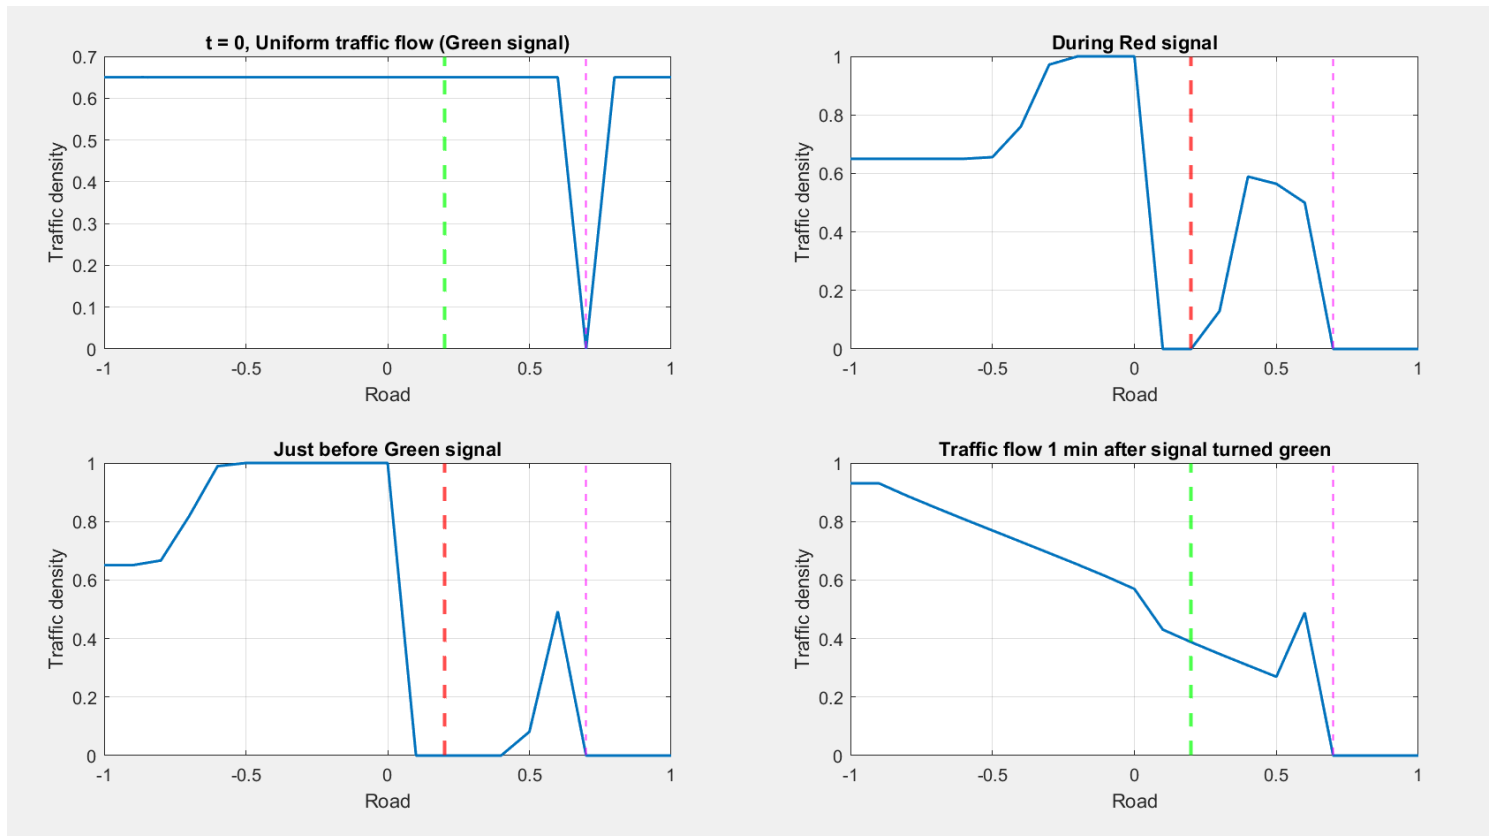 t = 0, Uniform traffic flow (Green signal)
0.7
0.6
0.5
0.4
0.3
0.2
0.1
0
Traffic density
-1 -0.5 0 0.5 1
Road
During Red signal
1
0.8
0.6
0.4
0.2
0
Traffic density
-1 -0.5 0 0.5 1
Road
Just before Green signal
1
0.8
0.6
0.4
0.2
0
Traffic density
-1 -0.5 0 0.5 1
Road
Traffic flow 1 min after signal turned green
1
0.8
0.6
0.4
0.2
0
Traffic density
-1 -0.5 0 0.5 1
Road